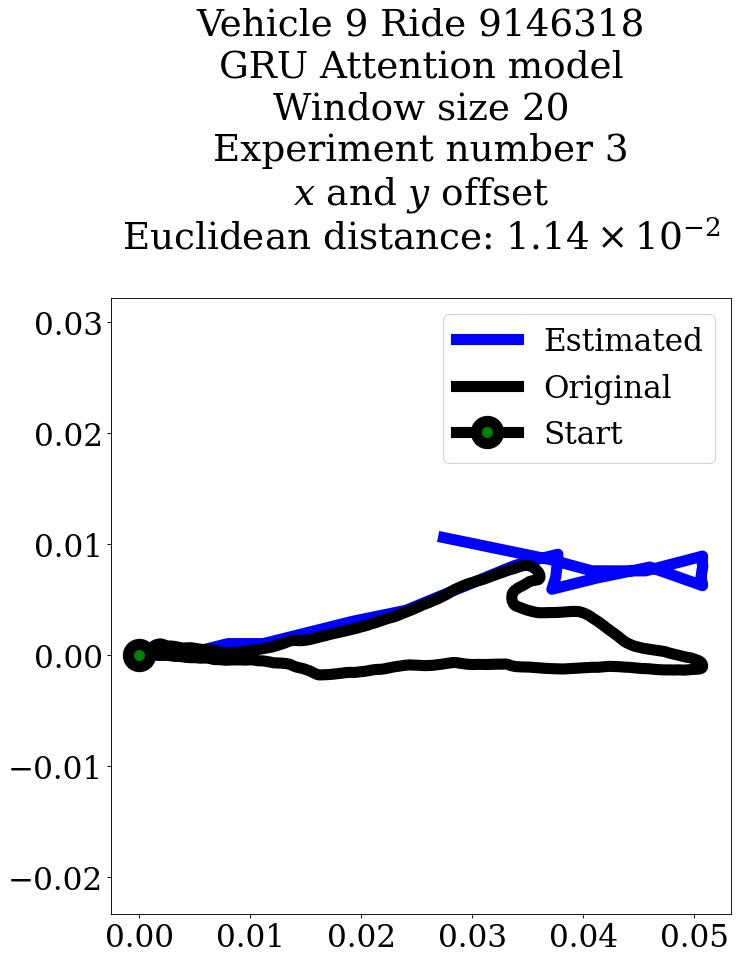 Vehicle 9 Ride 9146318
GRU Attention model
Window size 20
Experiment number 3
x and y offset
Euclidean distance: 1.14 × 10⁻²
Estimated
Original
Start
0.03
0.02
0.01
0.00
−0.01
−0.02
0.00 0.01 0.02 0.03 0.04 0.05